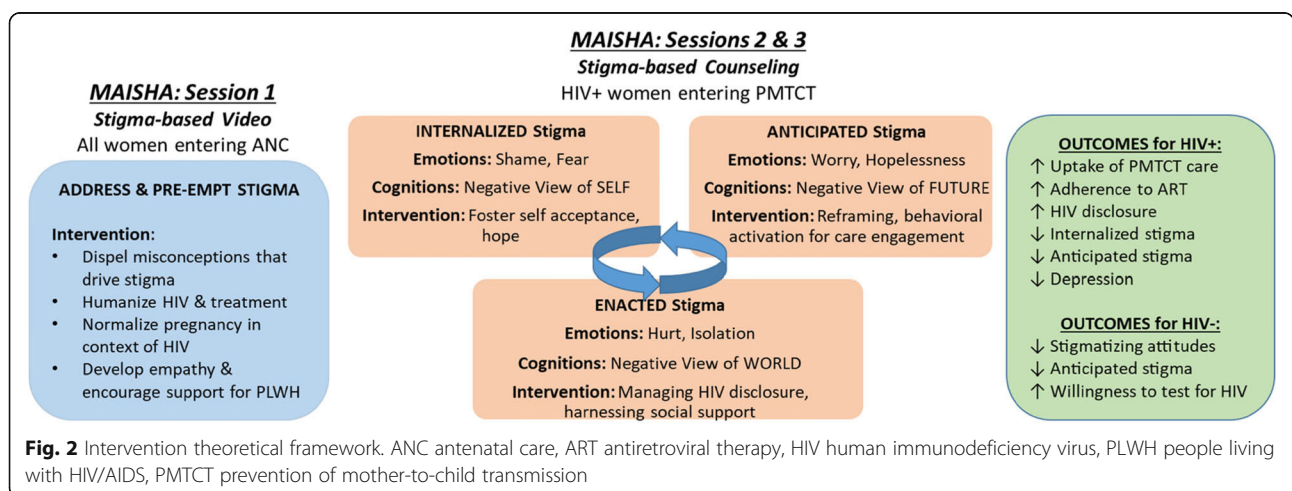 MAISHA: Session 1
Stigma-based Video
All women entering ANC
ADDRESS & PRE-EMPT STIGMA
Intervention:
• Dispel misconceptions that
drive stigma
• Humanize HIV & treatment
• Normalize pregnancy in
context of HIV
• Develop empathy &
encourage support for PLWH
MAISHA: Sessions 2 & 3
Stigma-based Counseling
HIV+ women entering PMTCT
INTERNALIZED Stigma
Emotions: Shame, Fear
Cognitions: Negative View of SELF
Intervention: Foster self acceptance,
hope
ANTICIPATED Stigma
Emotions: Worry, Hopelessness
Cognitions: Negative View of FUTURE
Intervention: Reframing, behavioral
activation for care engagement
ENACTED Stigma
Emotions: Hurt, Isolation
Cognitions: Negative View of WORLD
Intervention: Managing HIV disclosure,
harnessing social support
OUTCOMES for HIV+:
↑ Uptake of PMTCT care
↑ Adherence to ART
↑ HIV disclosure
↓ Internalized stigma
↓ Anticipated stigma
↓ Depression
OUTCOMES for HIV-:
↓ Stigmatizing attitudes
↓ Anticipated stigma
↑ Willingness to test for HIV
Fig. 2 Intervention theoretical framework. ANC antenatal care, ART antiretroviral therapy, HIV human immunodeficiency virus, PLWH people living
with HIV/AIDS, PMTCT prevention of mother-to-child transmission